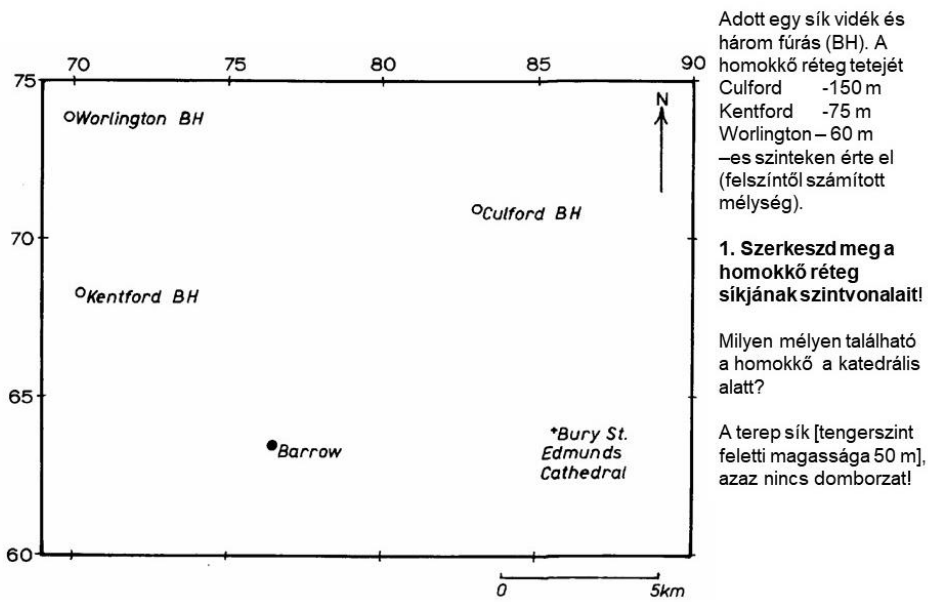 70 75 80 85 90
75
70
65
60
Worlington BH
N
Culford BH
Kentford BH
Barrow
+Bury St.
Edmunds
Cathedral
0 5km
Adott egy sík vidék és
három fúrás (BH). A
homokkő réteg tetejét
Culford -150 m
Kentford -75 m
Worlington – 60 m
–es szinteken érte el
(felszíntől számított
mélység).
1. Szerkeszd meg a
homokkő réteg
síkjának szintvonalait!
Milyen mélyen található
a homokkő a katedrális
alatt?
A terep sík [tengerszint
feletti magassága 50 m],
azaz nincs domborzat!